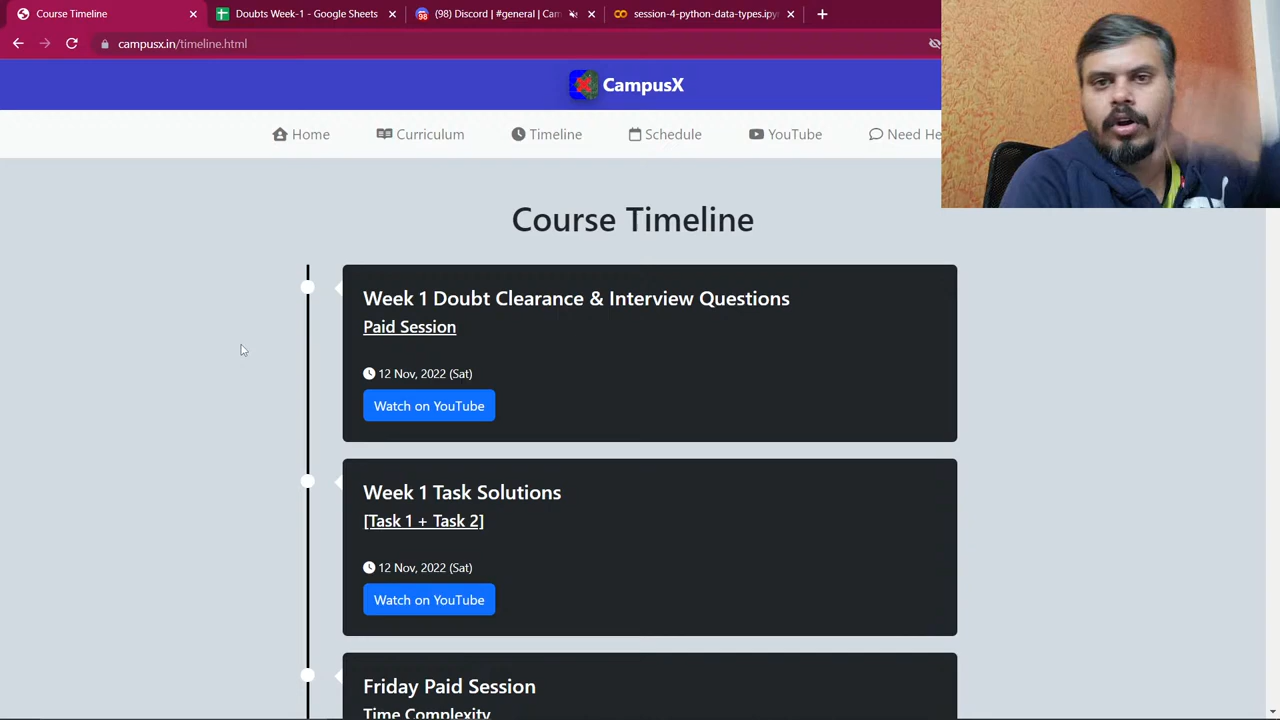 Course Timeline
Doubts Week-1 - Google Sheets
(98) Discord | #general | Cam
session-4-python-data-types.ipy
campusx.in/timeline.html
CampusX
Home
Curriculum
Timeline
Schedule
YouTube
Need He
Course Timeline
Week 1 Doubt Clearance & Interview Questions
Paid Session
12 Nov, 2022 (Sat)
Watch on YouTube
Week 1 Task Solutions
[Task 1 + Task 2]
12 Nov, 2022 (Sat)
Watch on YouTube
Friday Paid Session
Time Complexity